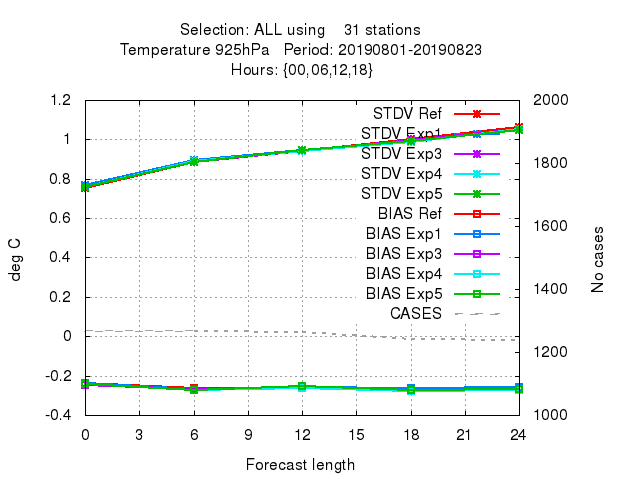 Selection: ALL using 31 stations
Temperature 925hPa Period: 20190801-20190823
Hours: {00,06,12,18}
1.2
1
0.8
0.6
0.4
0.2
0
-0.2
-0.4
deg C
2000
1800
1600
1400
1200
1000
No cases
STDV Ref
STDV Exp1
STDV Exp3
STDV Exp4
STDV Exp5
BIAS Ref
BIAS Exp1
BIAS Exp3
BIAS Exp4
BIAS Exp5
CASES
0 3 6 9 12 15 18 21 24
Forecast length